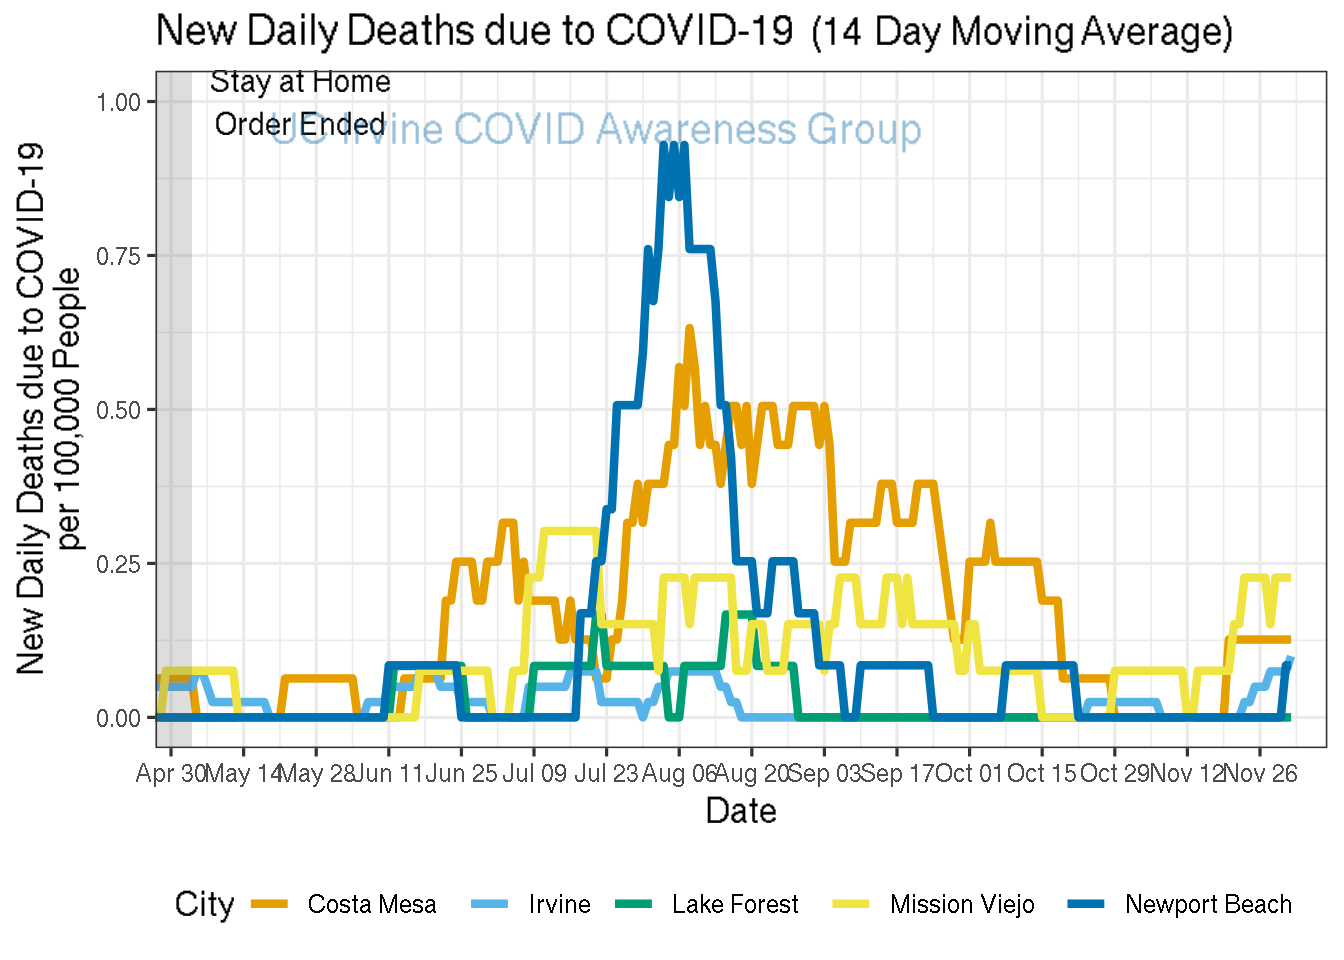 New Daily Deaths due to COVID-19 (14 Day Moving Average)
Stay at Home
Order Ended
UC Irvine COVID Awareness Group
New Daily Deaths due to COVID-19
per 100,000 People
1.00
0.75
0.50
0.25
0.00
Apr 30 May 14 May 28 Jun 11 Jun 25 Jul 09 Jul 23 Aug 06 Aug 20 Sep 03 Sep 17 Oct 01 Oct 15 Oct 29 Nov 12 Nov 26
Date
City Costa Mesa Irvine Lake Forest Mission Viejo Newport Beach